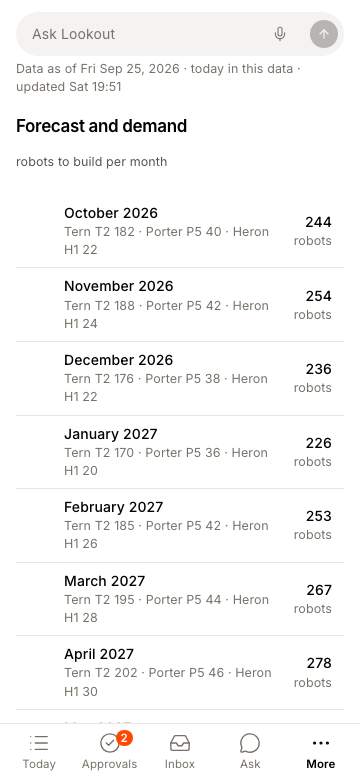 Ask Lookout
Data as of Fri Sep 25, 2026 · today in this data ·
updated Sat 19:51
Forecast and demand
robots to build per month
October 2026
Tern T2 182 · Porter P5 40 · Heron
H1 22
244
robots
November 2026
Tern T2 188 · Porter P5 42 · Heron
H1 24
254
robots
December 2026
Tern T2 176 · Porter P5 38 · Heron
H1 22
236
robots
January 2027
Tern T2 170 · Porter P5 36 · Heron
H1 20
226
robots
February 2027
Tern T2 185 · Porter P5 42 · Heron
H1 26
253
robots
March 2027
Tern T2 195 · Porter P5 44 · Heron
H1 28
267
robots
April 2027
Tern T2 202 · Porter P5 46 · Heron
H1 30
278
robots
Today
2
Approvals
Inbox
Ask
More